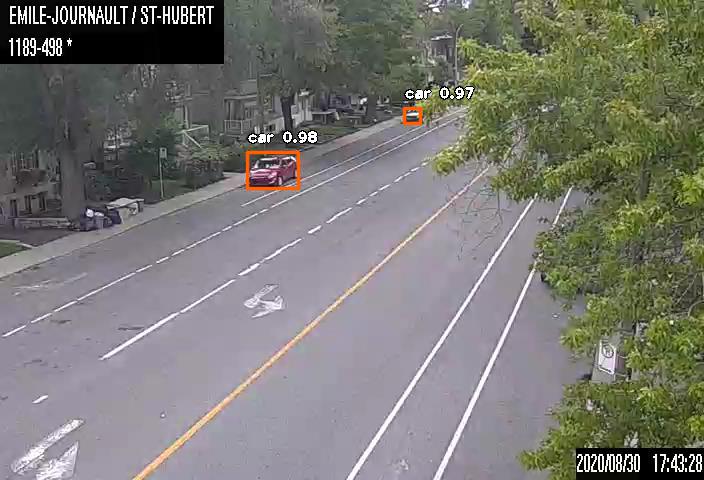 EMILE-JOURNAULT / ST-HUBERT
1189-498 *
car 0.97
car 0.98
2020/08/30 17:43:28